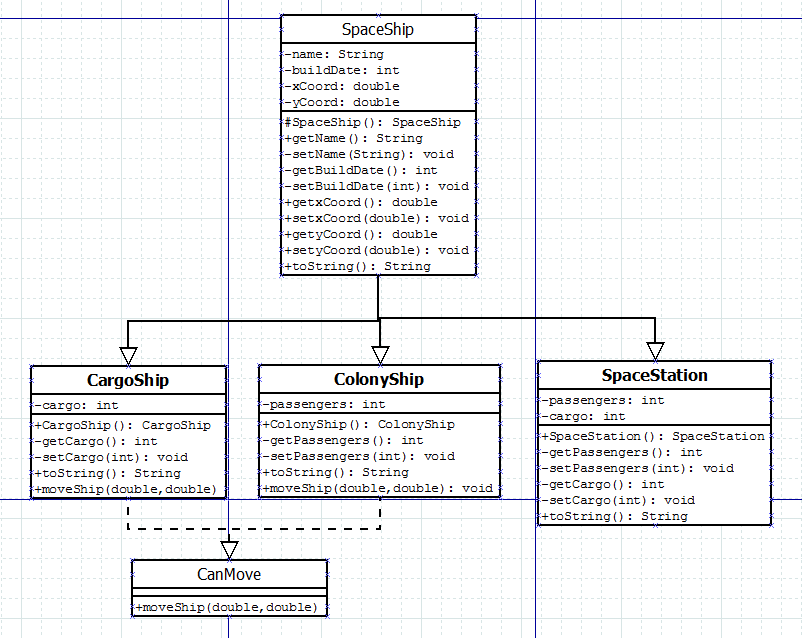 SpaceShip
-name: String
-buildDate: int
-xCoord: double
-yCoord: double
#SpaceShip(): SpaceShip
+getName(): String
-setName(String): void
-getBuildDate(): int
-setBuildDate(int): void
+getxCoord(): double
+setxCoord(double): void
+getyCoord(): double
+setyCoord(double): void
+toString(): String
CargoShip
-cargo: int
+CargoShip(): CargoShip
-getCargo(): int
-setCargo(int): void
+toString(): String
+moveShip(double,double)
ColonyShip
-passengers: int
+ColonyShip(): ColonyShip
-getPassengers(): int
-setPassengers(int): void
+toString(): String
+moveShip(double,double): void
SpaceStation
-passengers: int
-cargo: int
+SpaceStation(): SpaceStation
-getPassengers(): int
-setPassengers(int): void
-getCargo(): int
-setCargo(int): void
+toString(): String
CanMove
+moveShip(double,double)